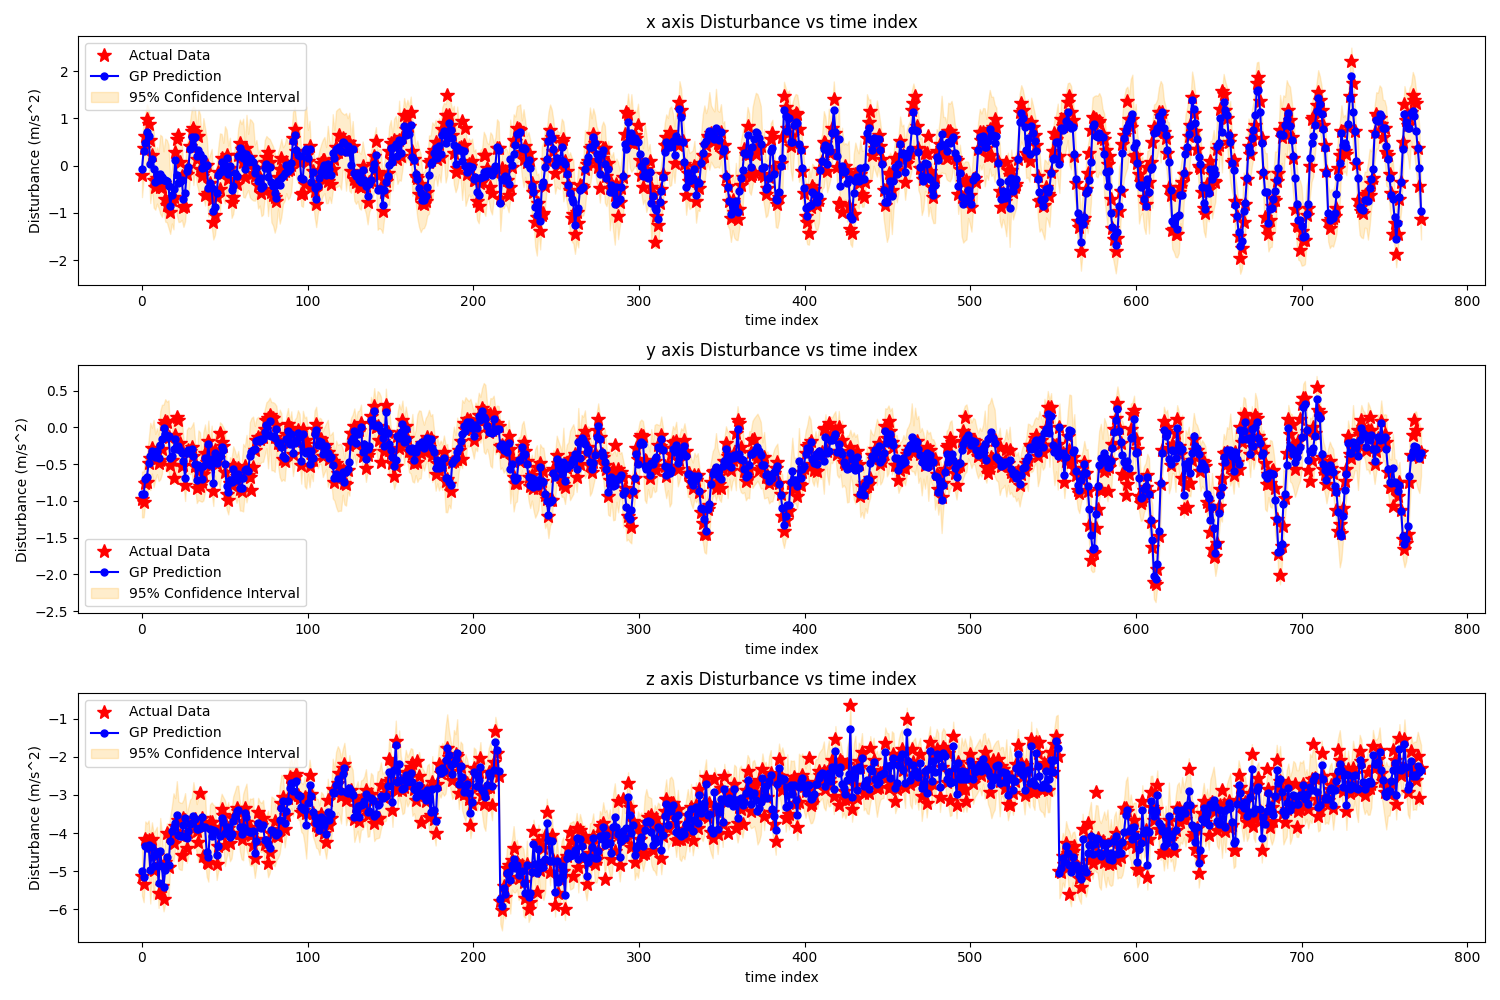 x axis Disturbance vs time index
Actual Data
GP Prediction
95% Confidence Interval
Disturbance (m/s^2)
2
1
0
−1
−2
0 100 200 300 400 500 600 700 800
time index
y axis Disturbance vs time index
Disturbance (m/s^2)
0.5
0.0
−0.5
−1.0
−1.5
−2.0
−2.5
Actual Data
GP Prediction
95% Confidence Interval
0 100 200 300 400 500 600 700 800
time index
z axis Disturbance vs time index
Actual Data
GP Prediction
95% Confidence Interval
Disturbance (m/s^2)
−1
−2
−3
−4
−5
−6
0 100 200 300 400 500 600 700 800
time index